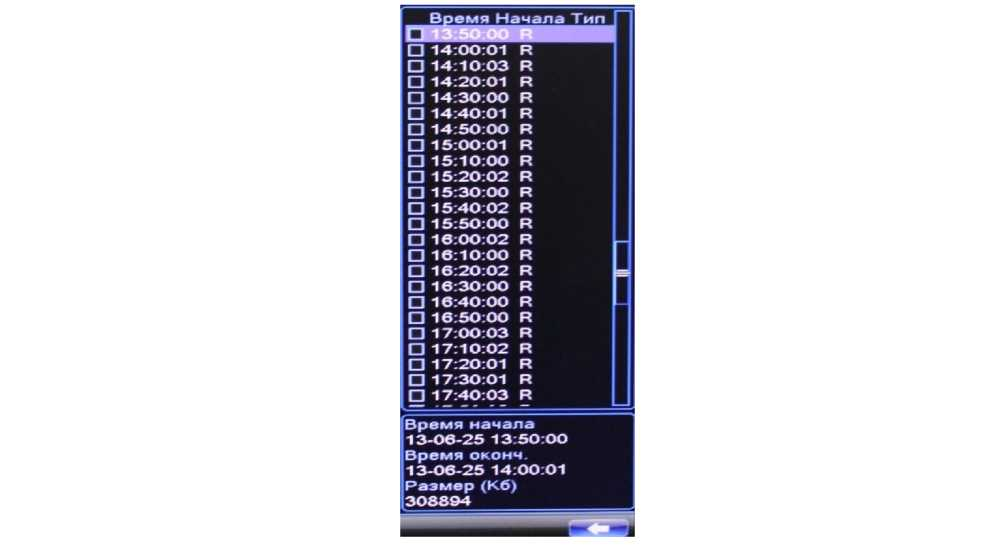 Время Начала Тип
13:50:00 R
14:00:01 R
14:10:03 R
14:20:01 R
14:30:00 R
14:40:01 R
14:50:00 R
15:00:01 R
15:10:00 R
15:20:02 R
15:30:00 R
15:40:02 R
15:50:00 R
16:00:02 R
16:10:00 R
16:20:02 R
16:30:00 R
16:40:00 R
16:50:00 R
17:00:03 R
17:10:02 R
17:20:01 R
17:30:01 R
17:40:03 R
Время начала
13-06-25 13:50:00
Время оконч.
13-06-25 14:00:01
Размер (Кб)
308894